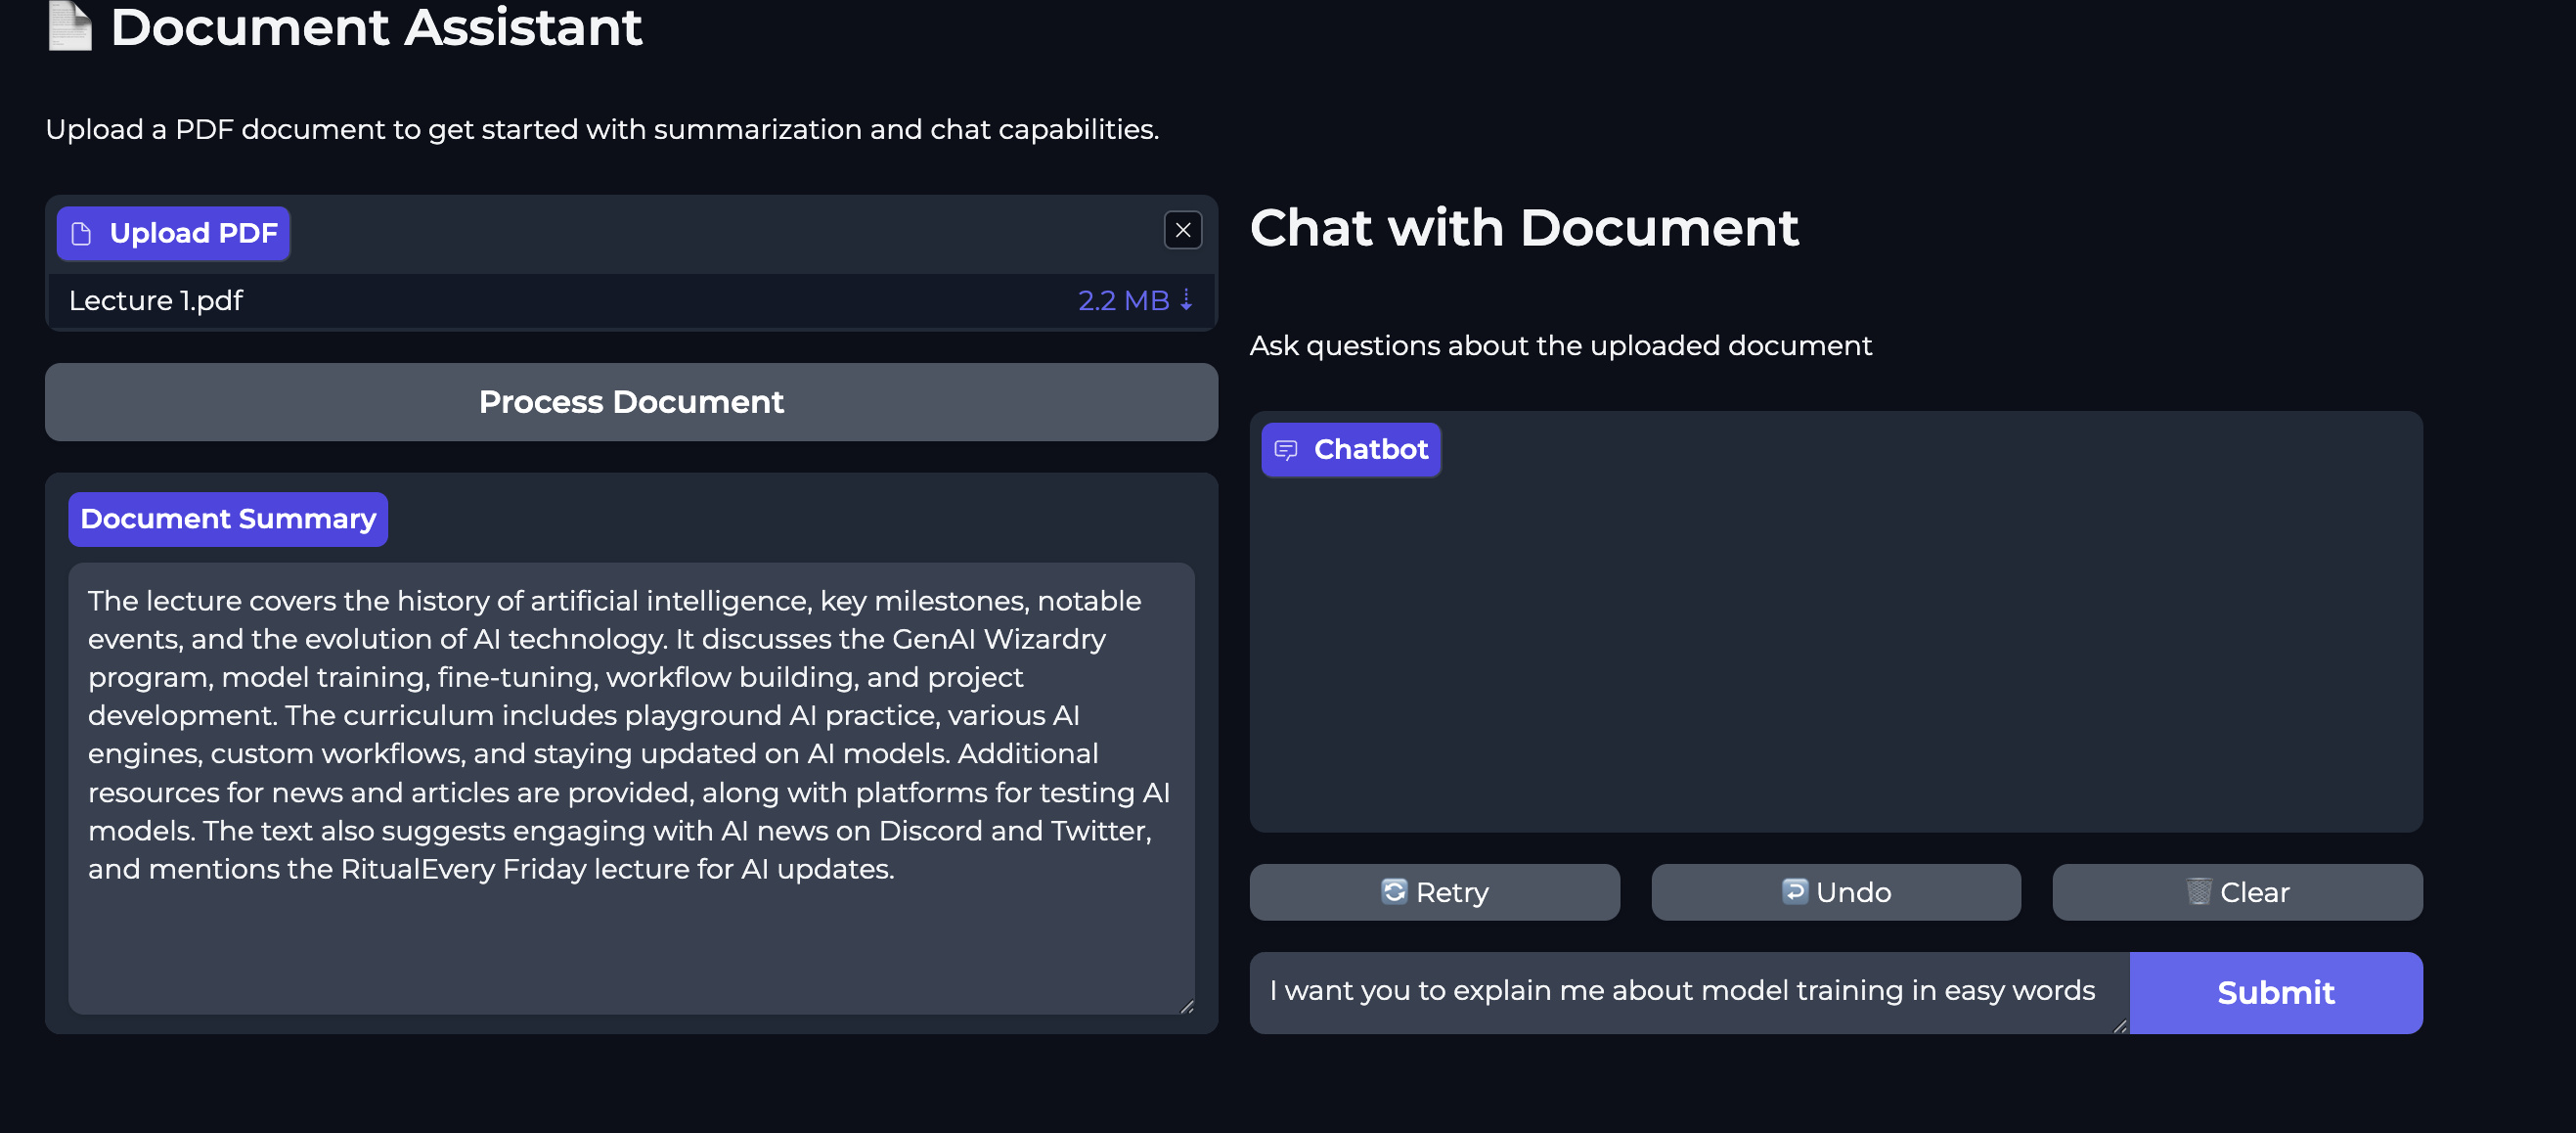 Document Assistant
Upload a PDF document to get started with summarization and chat capabilities.
Upload PDF
Lecture 1.pdf
2.2 MB ⇣
Process Document
Document Summary
The lecture covers the history of artificial intelligence, key milestones, notable
events, and the evolution of AI technology. It discusses the GenAI Wizardry
program, model training, fine-tuning, workflow building, and project
development. The curriculum includes playground AI practice, various AI
engines, custom workflows, and staying updated on AI models. Additional
resources for news and articles are provided, along with platforms for testing AI
models. The text also suggests engaging with AI news on Discord and Twitter,
and mentions the RitualEvery Friday lecture for AI updates.
Chat with Document
Ask questions about the uploaded document
Chatbot
Retry
Undo
Clear
I want you to explain me about model training in easy words
Submit